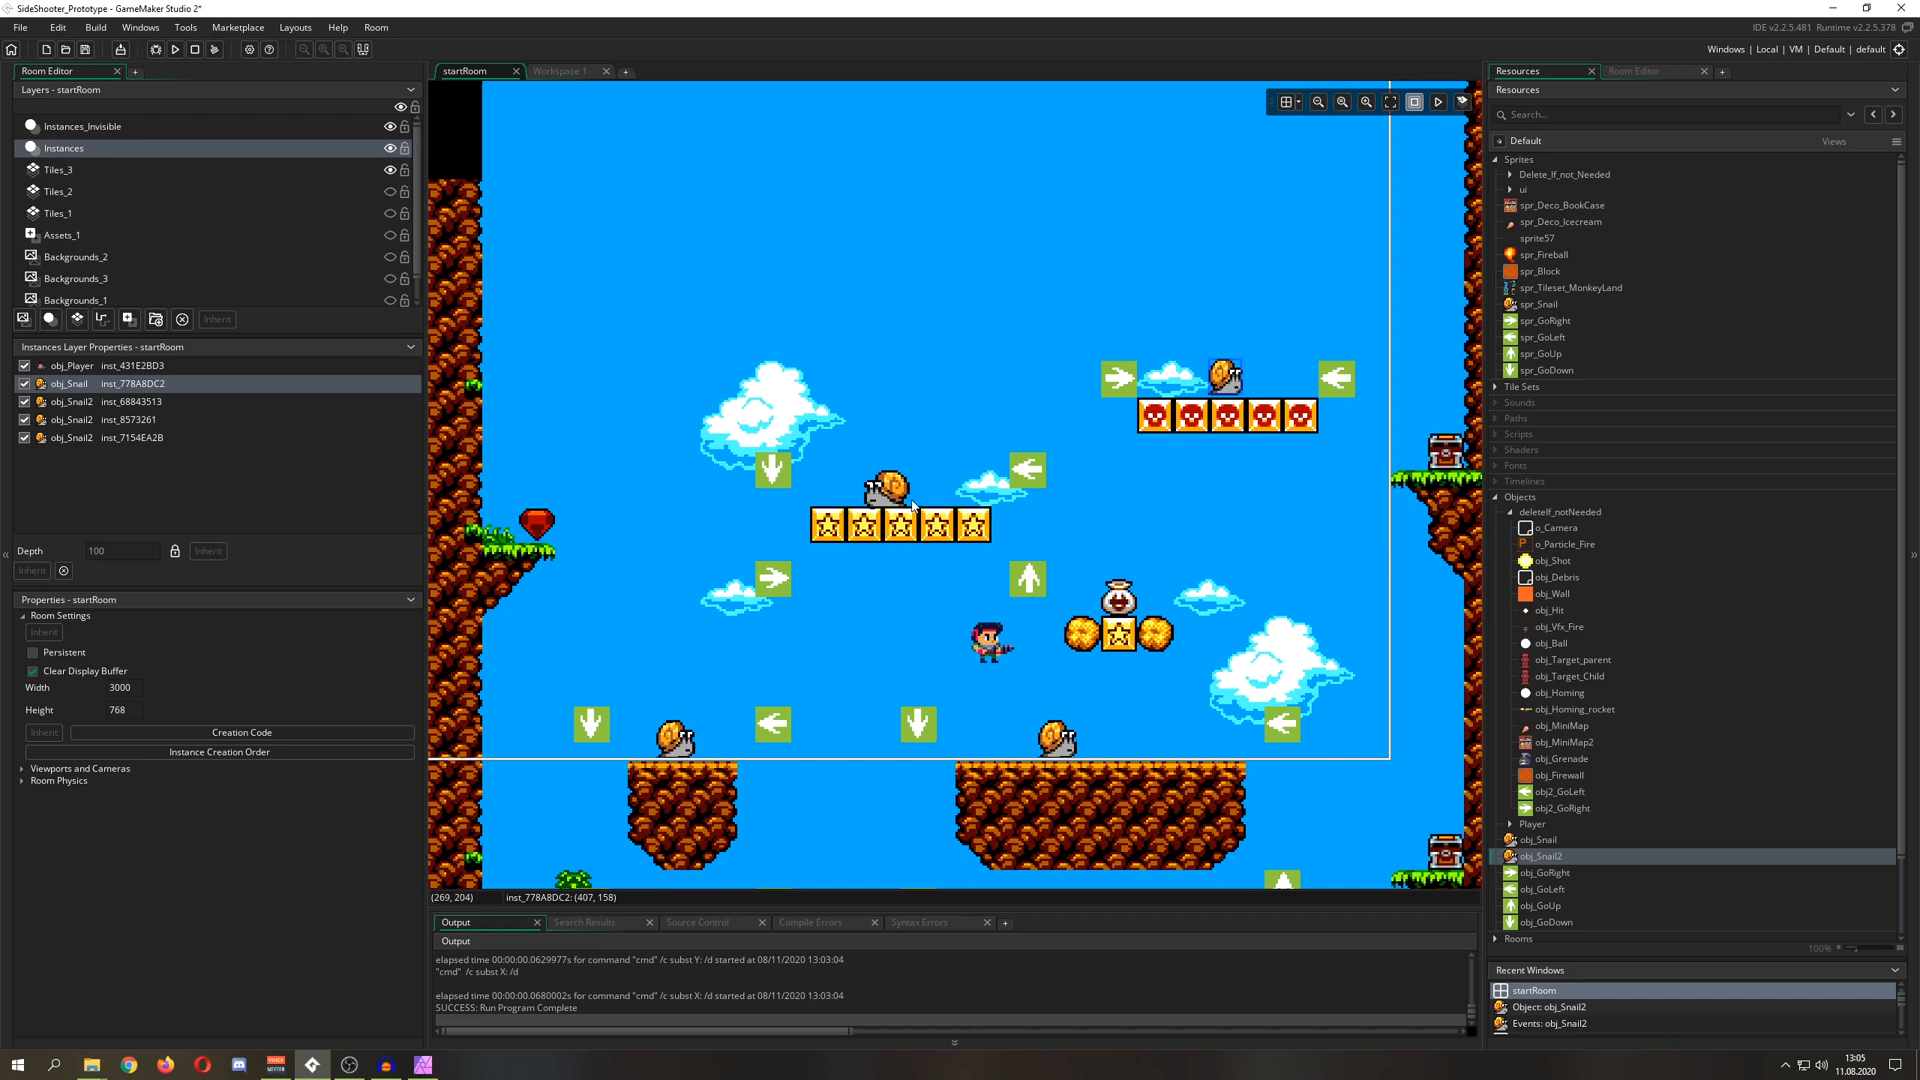 SideShooter_Prototype - GameMaker Studio 2*
File Edit Build Windows Tools Marketplace Layouts Help Room
IDE v2.2.5.481 Runtime v2.2.5.378
Windows | Local | VM | Default | default
Room Editor
Layers - startRoom
Instances_Invisible
Instances
Tiles_3
Tiles_2
Tiles_1
Assets_1
Backgrounds_2
Backgrounds_3
Backgrounds_1
Inherit
Instances Layer Properties - startRoom
obj_Player inst_431E2BD3
obj_Snail inst_778A8DC2
obj_Snail2 inst_68843513
obj_Snail2 inst_8573261
obj_Snail2 inst_7154EA2B
Depth 100 Inherit
Inherit
Properties - startRoom
Room Settings
Inherit
Persistent
Clear Display Buffer
Width 3000
Height 768
Inherit Creation Code
Instance Creation Order
Viewports and Cameras
Room Physics
startRoom Workspace 1
(269, 204) inst_778A8DC2: (407, 158)
Output Search Results Source Control Compile Errors Syntax Errors
Output
elapsed time 00:00:00.0629977s for command "cmd" /c subst Y: /d started at 08/11/2020 13:03:04
"cmd" /c subst X: /d
elapsed time 00:00:00.0680002s for command "cmd" /c subst X: /d started at 08/11/2020 13:03:04
SUCCESS: Run Program Complete
Resources Room Editor
Resources
Search...
Default Views
Sprites
Delete_If_not_Needed
ui
spr_Deco_BookCase
spr_Deco_Icecream
sprite57
spr_Fireball
spr_Block
spr_Tileset_MonkeyLand
spr_Snail
spr_GoRight
spr_GoLeft
spr_GoUp
spr_GoDown
Tile Sets
Sounds
Paths
Scripts
Shaders
Fonts
Timelines
Objects
deleteIf_notNeeded
o_Camera
o_Particle_Fire
obj_Shot
obj_Debris
obj_Wall
obj_Hit
obj_Vfx_Fire
obj_Ball
obj_Target_parent
obj_Target_Child
obj_Homing
obj_Homing_rocket
obj_MiniMap
obj_MiniMap2
obj_Grenade
obj_Firewall
obj2_GoLeft
obj2_GoRight
Player
obj_Snail
obj_Snail2
obj_GoRight
obj_GoLeft
obj_GoUp
obj_GoDown
Rooms
100%
Recent Windows
startRoom
Object: obj_Snail2
Events: obj_Snail2
13:05
11.08.2020